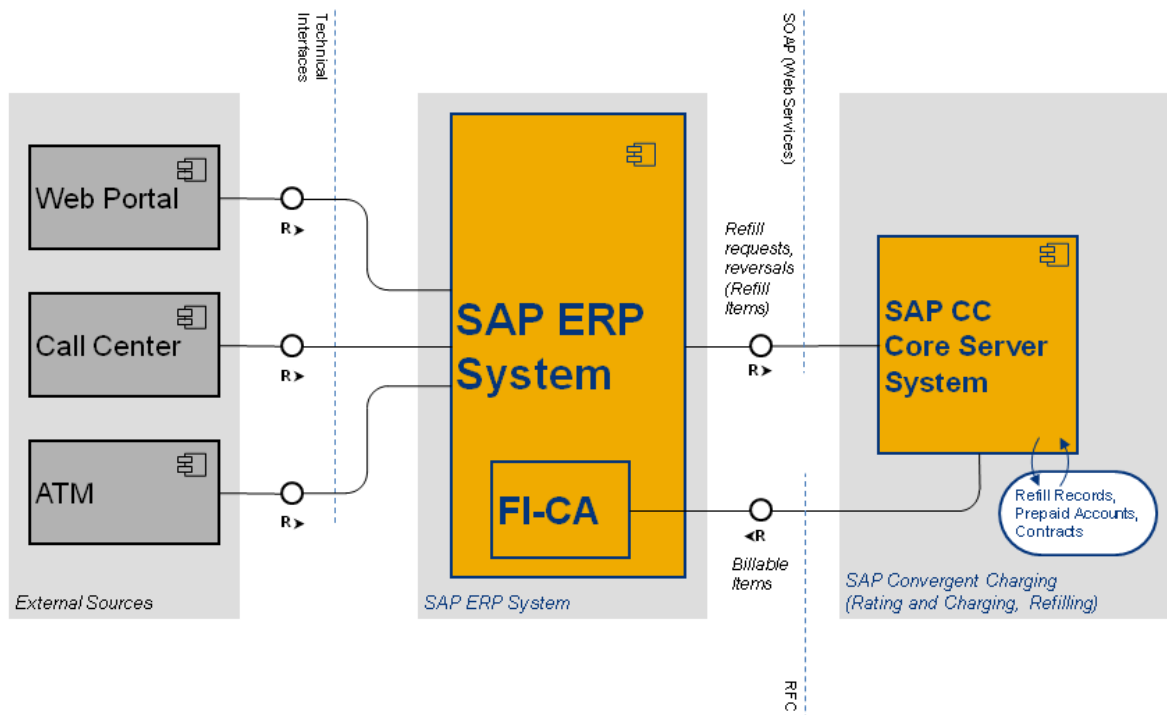 Technical
Interfaces
SOAP (Web Services)
Web Portal
R
Call Center
R
ATM
R
External Sources
SAP ERP
System
FI-CA
SAP ERP System
Refill
requests,
reversals
(Refill
Items)
R
R
Billable
Items
RFC
SAP CC
Core Server
System
Refill Records,
Prepaid Accounts,
Contracts
SAP Convergent Charging
(Rating and Charging, Refilling)